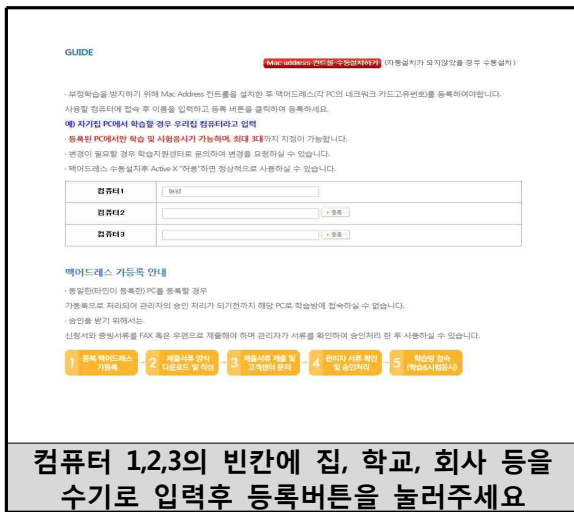 GUIDE
Mac address 컨트롤 수동설치하기 (자동설치가 되지않았을 경우 수동설치)
· 부정학습을 방지하기 위해 Mac Address 컨트롤을 설치한 후 맥어드레스(각 PC의 네크워크 카드고유번호)를 등록하여야합니다.
사용할 컴퓨터에 접속 후 이름을 입력하고 등록 버튼을 클릭하여 등록하세요.
예) 자기집 PC에서 학습할 경우 우리집 컴퓨터라고 입력
· 등록된 PC에서만 학습 및 시험응시가 가능하며, 최대 3대까지 지정이 가능합니다.
· 변경이 필요할 경우 학습지원센터로 문의하여 변경을 요청하실 수 있습니다.
· 맥어드레스 수동설치후 Active X "허용"하면 정상적으로 사용하실 수 있습니다.
컴퓨터1 test
컴퓨터2 등록
컴퓨터3 등록
맥어드레스 가등록 안내
· 동일한(타인이 등록한) PC를 등록할 경우
가등록으로 처리되어 관리자의 승인 처리가 되기전까지 해당 PC로 학습방에 접속하실 수 없습니다.
· 승인을 받기 위해서는
신청서와 증빙서류를 FAX 혹은 우편으로 제출해야 하며 관리자가 서류를 확인하여 승인처리 한 후 사용하실 수 있습니다.
1 중복 맥어드레스 가등록 2 제출서류 양식 다운로드 및 작성 3 제출서류 제출 및 고객센터 문의 4 관리자 서류 확인 및 승인처리 5 학습방 접속 (학습&시험응시)
컴퓨터 1,2,3의 빈칸에 집, 학교, 회사 등을
수기로 입력후 등록버튼을 눌러주세요